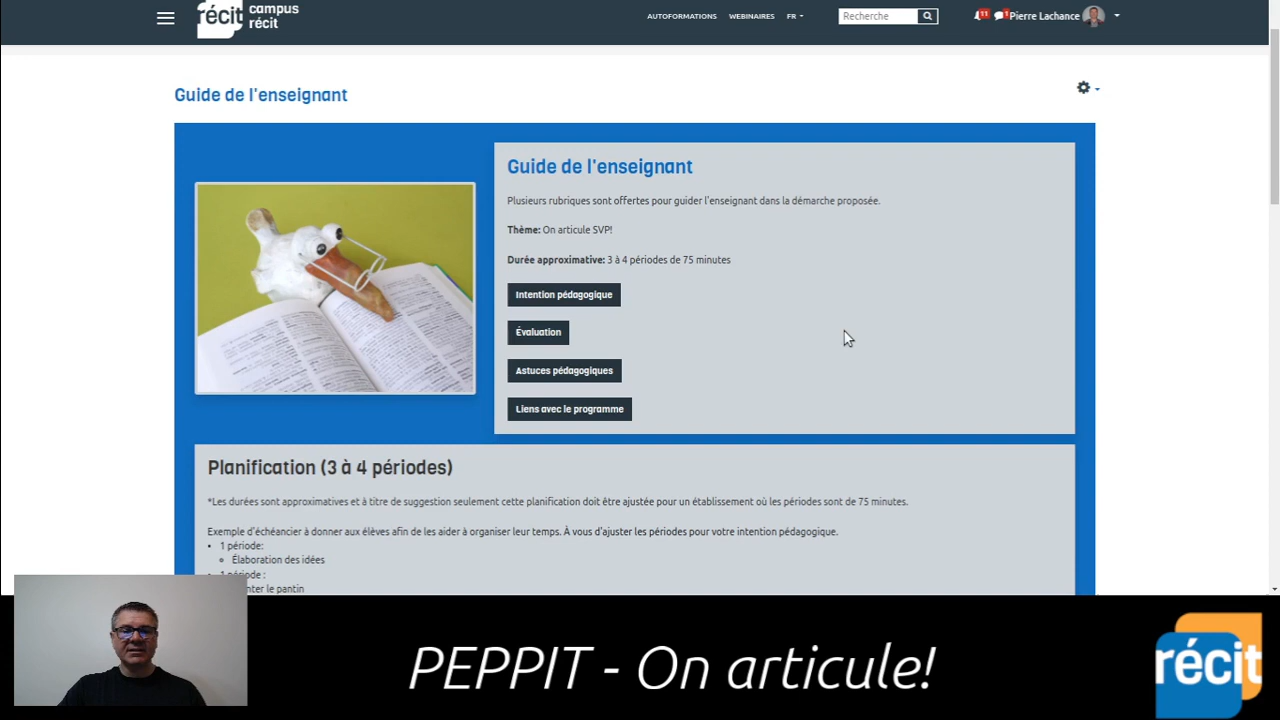 récit
campus
récit
AUTOFORMATIONS
WEBINAIRES
FR
Recherche
11
1
Pierre Lachance
Guide de l'enseignant
Guide de l'enseignant
Plusieurs rubriques sont offertes pour guider l'enseignant dans la démarche proposée.
Thème: On articule SVP!
Durée approximative: 3 à 4 périodes de 75 minutes
Intention pédagogique
Évaluation
Astuces pédagogiques
Liens avec le programme
Planification (3 à 4 périodes)
*Les durées sont approximatives et à titre de suggestion seulement cette planification doit être ajustée pour un établissement où les périodes sont de 75 minutes.
Exemple d'échéancier à donner aux élèves afin de les aider à organiser leur temps. À vous d'ajuster les périodes pour votre intention pédagogique.
1 période:
Élaboration des idées
1 période :
le pantin
PEPPIT - On articule!
récit